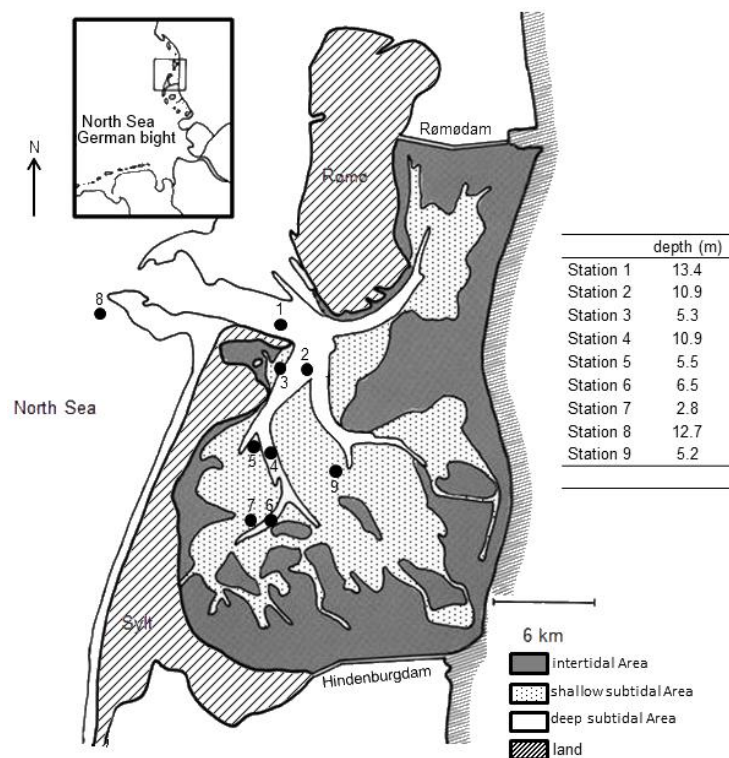 North Sea
German bight
N
Rømødam
Rømø
depth (m)
Station 1 13.4
Station 2 10.9
Station 3 5.3
Station 4 10.9
Station 5 5.5
Station 6 6.5
Station 7 2.8
Station 8 12.7
Station 9 5.2
8
1
2
3
1
North Sea
5
4
9
7
6
Sylt
6 km
Hindenburgdam
intertidal Area
shallow subtidal Area
deep subtidal Area
land